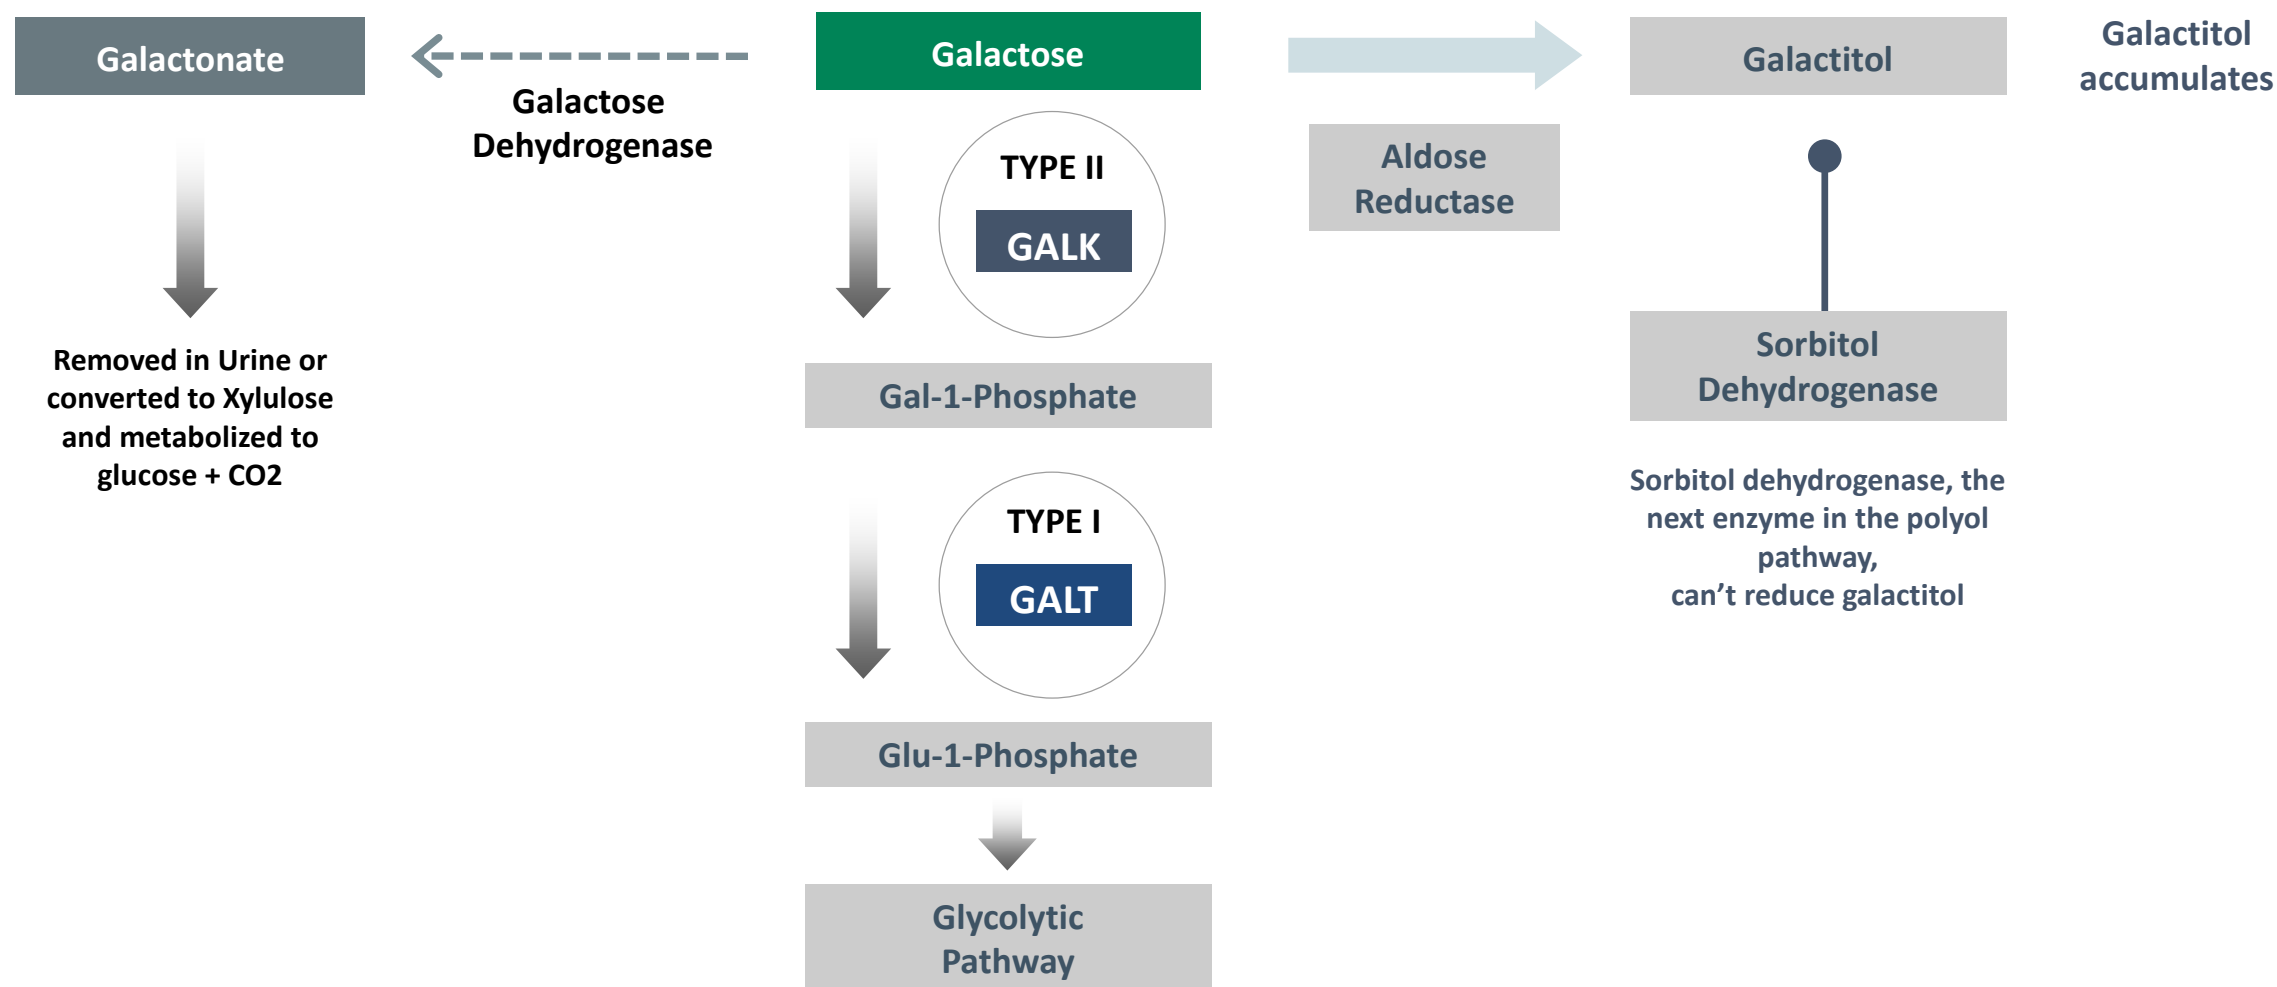 Galactonate
Galactose
Dehydrogenase
Removed in Urine or
converted to Xylulose
and metabolized to
glucose + CO2
Galactose
TYPE II
GALK
Gal-1-Phosphate
TYPE I
GALT
Glu-1-Phosphate
Glycolytic
Pathway
Aldose
Reductase
Galactitol
Galactitol
accumulates
Sorbitol
Dehydrogenase
Sorbitol dehydrogenase, the
next enzyme in the polyol
pathway,
can’t reduce galactitol